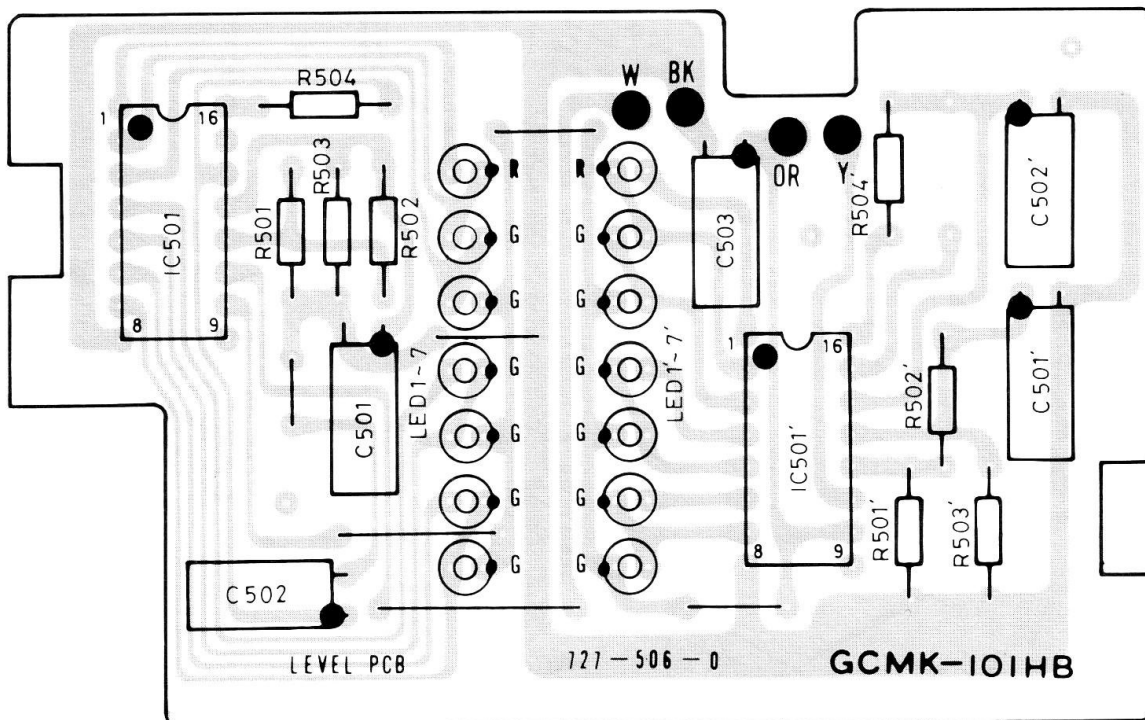 W BK
R504
1 16
OR Y
R503
R R
R504'
C502'
IC501
R501
R502
G G
C503
G G
8 9
1 16
LED1~7
G G
LED1'~7'
C501'
R502'
C501
G G
IC501'
G G
R501'
R503'
8 9
G G
C502
LEVEL PCB
727-506-0
GCMK-101HB